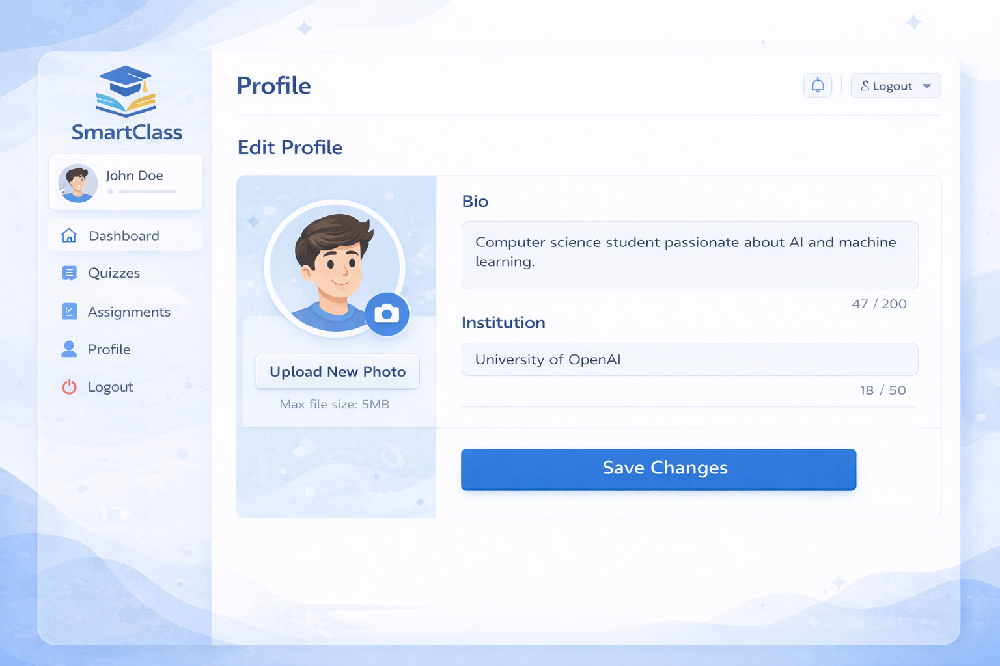 SmartClass
John Doe
Dashboard
Quizzes
Assignments
Profile
Logout
Profile
Logout
Edit Profile
Upload New Photo
Max file size: 5MB
Bio
Computer science student passionate about AI and machine
learning.
47 / 200
Institution
University of OpenAI
18 / 50
Save Changes